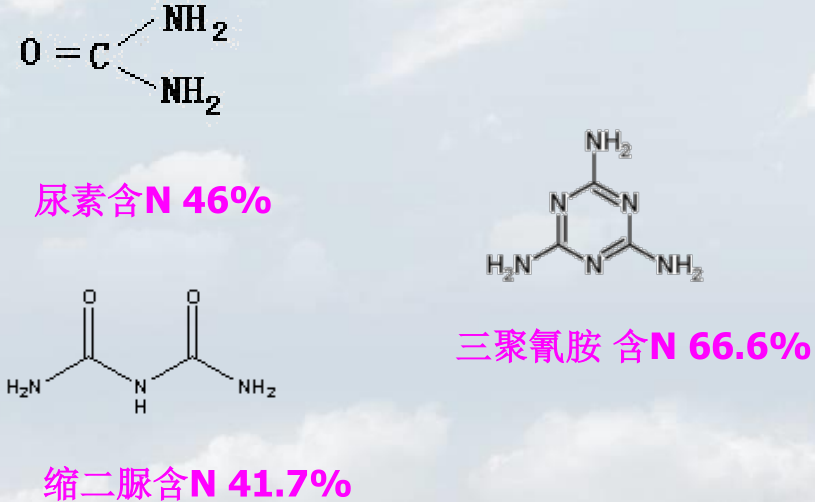 NH2
O=C
NH2
尿素含N 46%
NH2
N N
H2N N NH2
三聚氰胺 含N 66.6%
O O
H2N N NH2
H
缩二脲含N 41.7%